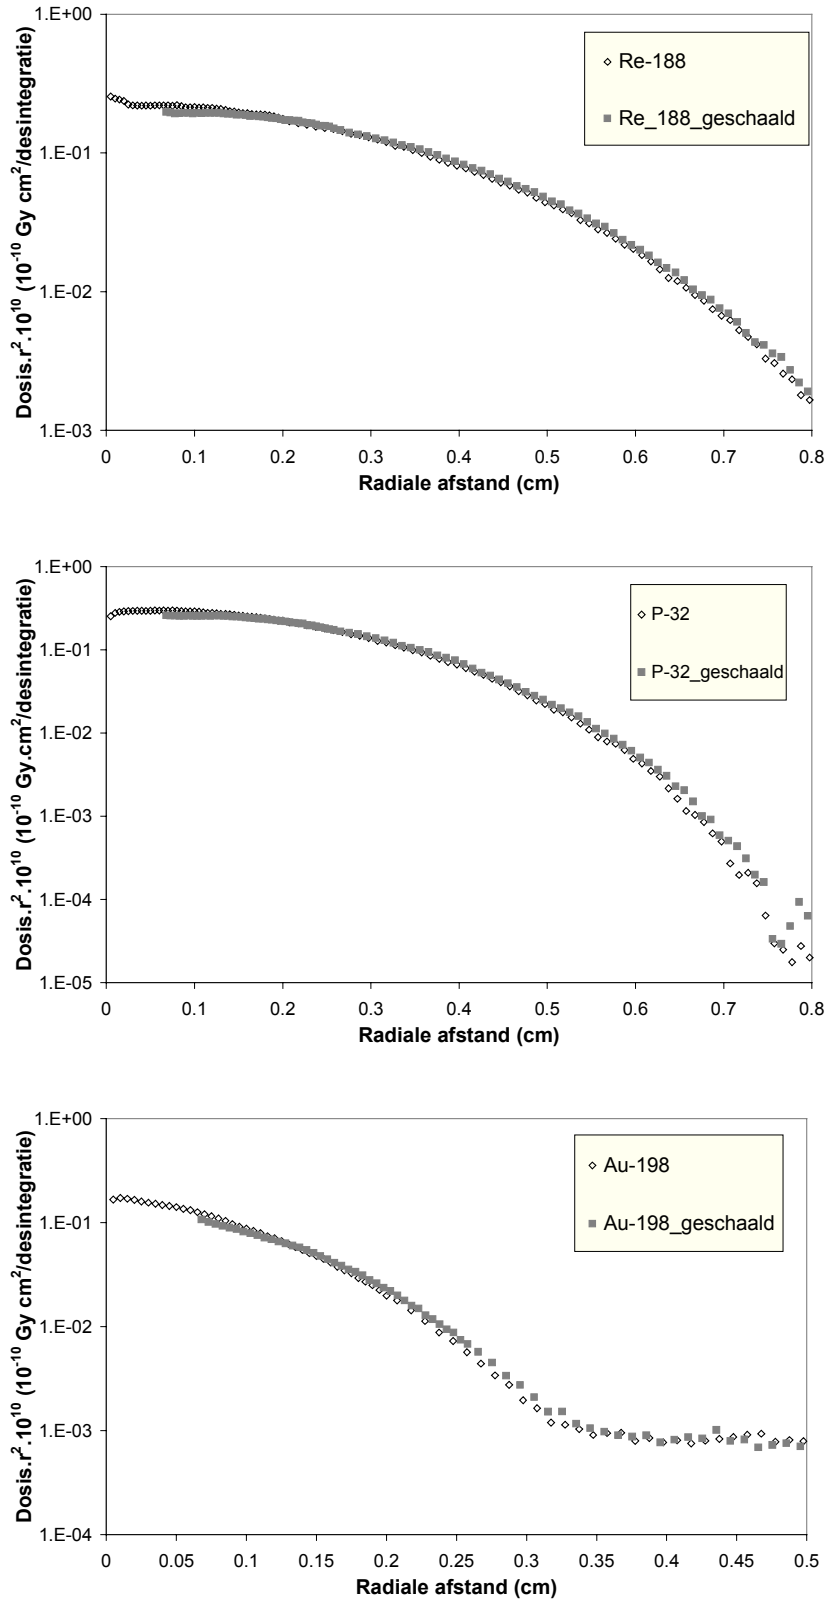 1.E+00
1.E-01
1.E-02
1.E-03
Dosis.r².10¹⁰ (10⁻¹⁰ Gy cm²/desintegratie)
Re-188
Re_188_geschaald
0 0.1 0.2 0.3 0.4 0.5 0.6 0.7 0.8
Radiale afstand (cm)
1.E+00
1.E-01
1.E-02
1.E-03
1.E-04
1.E-05
Dosis.r².10¹⁰ (10⁻¹⁰ Gy.cm²/desintegratie)
P-32
P-32_geschaald
0 0.1 0.2 0.3 0.4 0.5 0.6 0.7 0.8
Radiale afstand (cm)
1.E+00
1.E-01
1.E-02
1.E-03
1.E-04
Dosis.r².10¹⁰ (10⁻¹⁰ Gy cm²/desintegratie)
Au-198
Au-198_geschaald
0 0.05 0.1 0.15 0.2 0.25 0.3 0.35 0.4 0.45 0.5
Radiale afstand (cm)